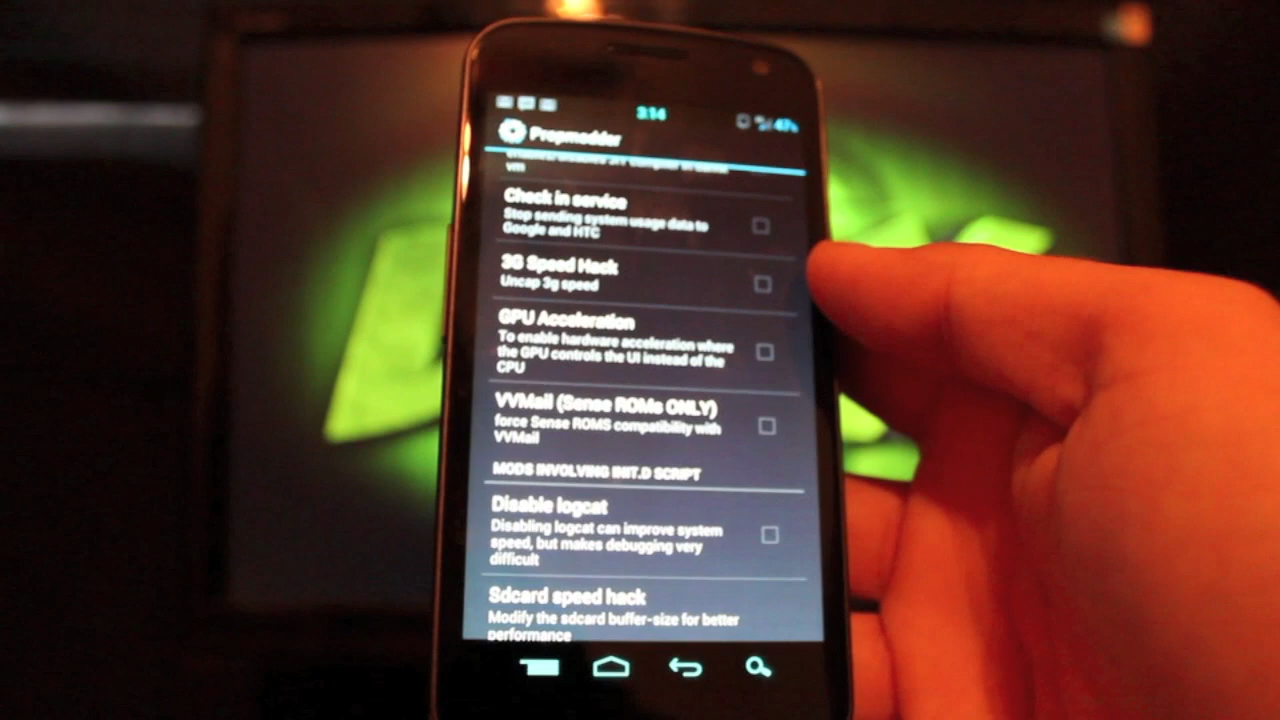 3:14
47%
Propmodder
vm
Check in service
Stop sending system usage data to
Google and HTC
3G Speed Hack
Uncap 3g speed
GPU Acceleration
To enable hardware acceleration where
the GPU controls the UI instead of the
CPU
VVMail (Sense ROMs ONLY)
force Sense ROMS compatibility with
VVMail
MODS INVOLVING INIT.D SCRIPT
Disable logcat
Disabling logcat can improve system
speed, but makes debugging very
difficult
Sdcard speed hack
Modify the sdcard buffer-size for better
performance